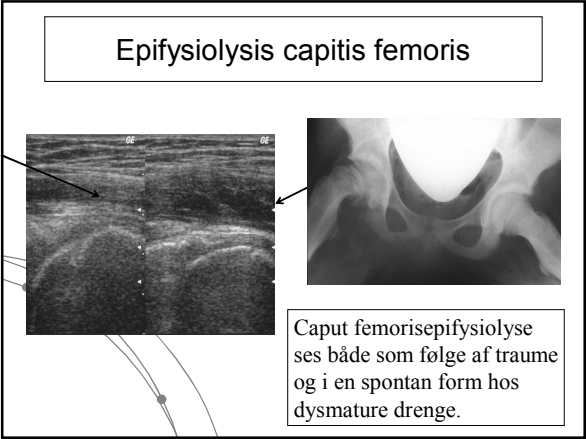 Epifysiolysis capitis femoris
GE
GE
Caput femorisepifysiolyse
ses både som følge af traume
og i en spontan form hos
dysmature drenge.